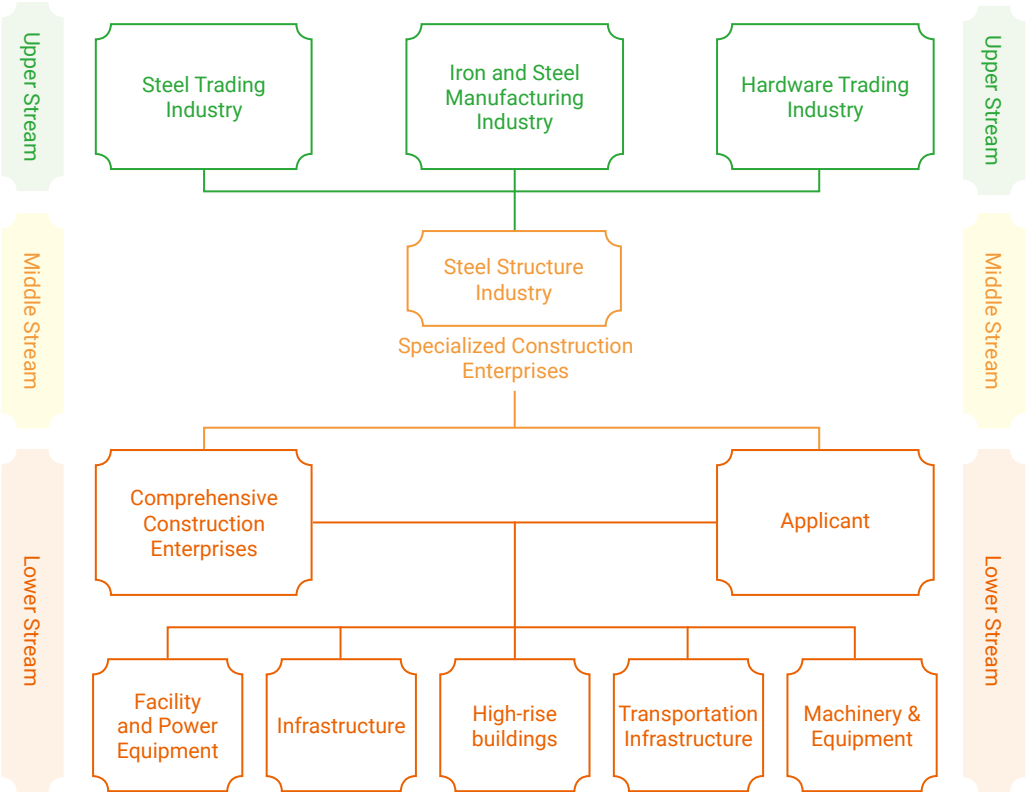 Upper Stream
Steel Trading
Industry
Iron and Steel
Manufacturing
Industry
Hardware Trading
Industry
Upper Stream
Middle Stream
Steel Structure
Industry
Specialized Construction
Enterprises
Middle Stream
Lower Stream
Comprehensive
Construction
Enterprises
Applicant
Lower Stream
Facility
and Power
Equipment
Infrastructure
High-rise
buildings
Transportation
Infrastructure
Machinery &
Equipment